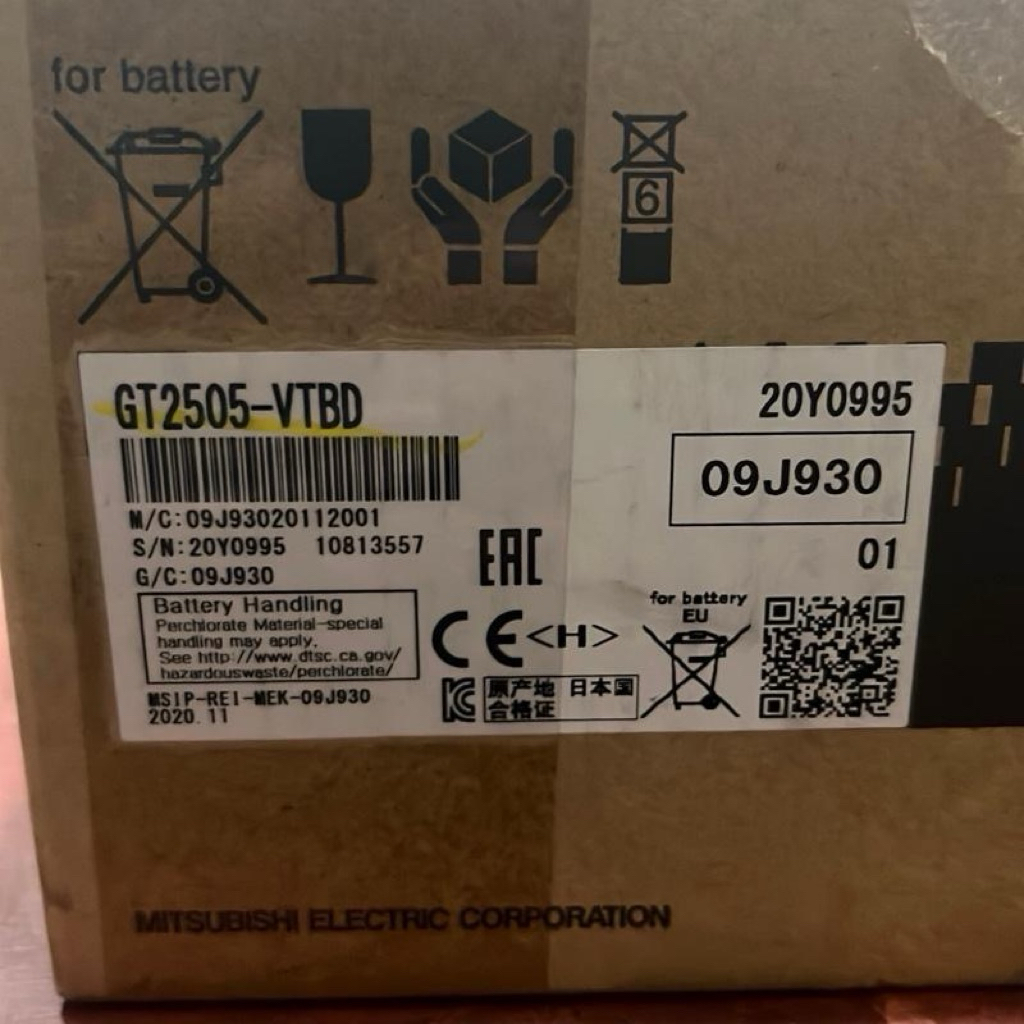 for battery
6
GT2505-VTBD
20Y0995
09J930
M/C:09J93020112001
S/N:20Y0995 10813557
01
G/C:09J930
EAC
Battery Handling
Perchlorate Material-special
handling may apply.
See http://www.dtsc.ca.gov/
hazardouswaste/perchlorate/
CE
<H>
for battery
EU
MSIP-REI-MEK-09J930
2020.11
原产地 日本国
合格证
MITSUBISHI ELECTRIC CORPORATION